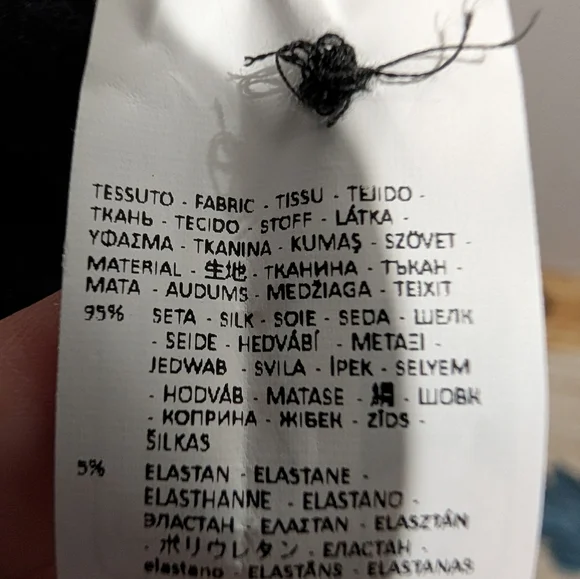 TESSUTO - FABRIC - TISSU - TEJIDO -
ТКАНЬ - TECIDO - STOFF - LÁTKA -
ΥΦΑΣΜΑ - TKANINA - KUMAŞ - SZÖVET -
MATERIAL - 生地 - ТКАНИНА - ТЪКАН -
МАТА - AUDUMS - MEDŽIAGA - TEIXIT
95% SETA - SILK - SOIE - SEDA - ШЕЛК
- SEIDE - HEDVÁBÍ - ΜΕΤΑΞΙ -
JEDWAB - SVILA - İPEK - SELYEM
- HODVÁB - MATASE - 絹 - ШОВК
- КОПРИНА - ЖІБЕК - ZĪDS -
ŠILKAS
5% ELASTAN - ELASTANE -
ELASTHANNE - ELASTANO -
ЭЛАСТАН - ΕΛΑΣΤΑΝ - ELASZTÁN
- ポリウレタン - ЕЛАСТАН -
elastano - ELASTĀNS - ELASTANAS